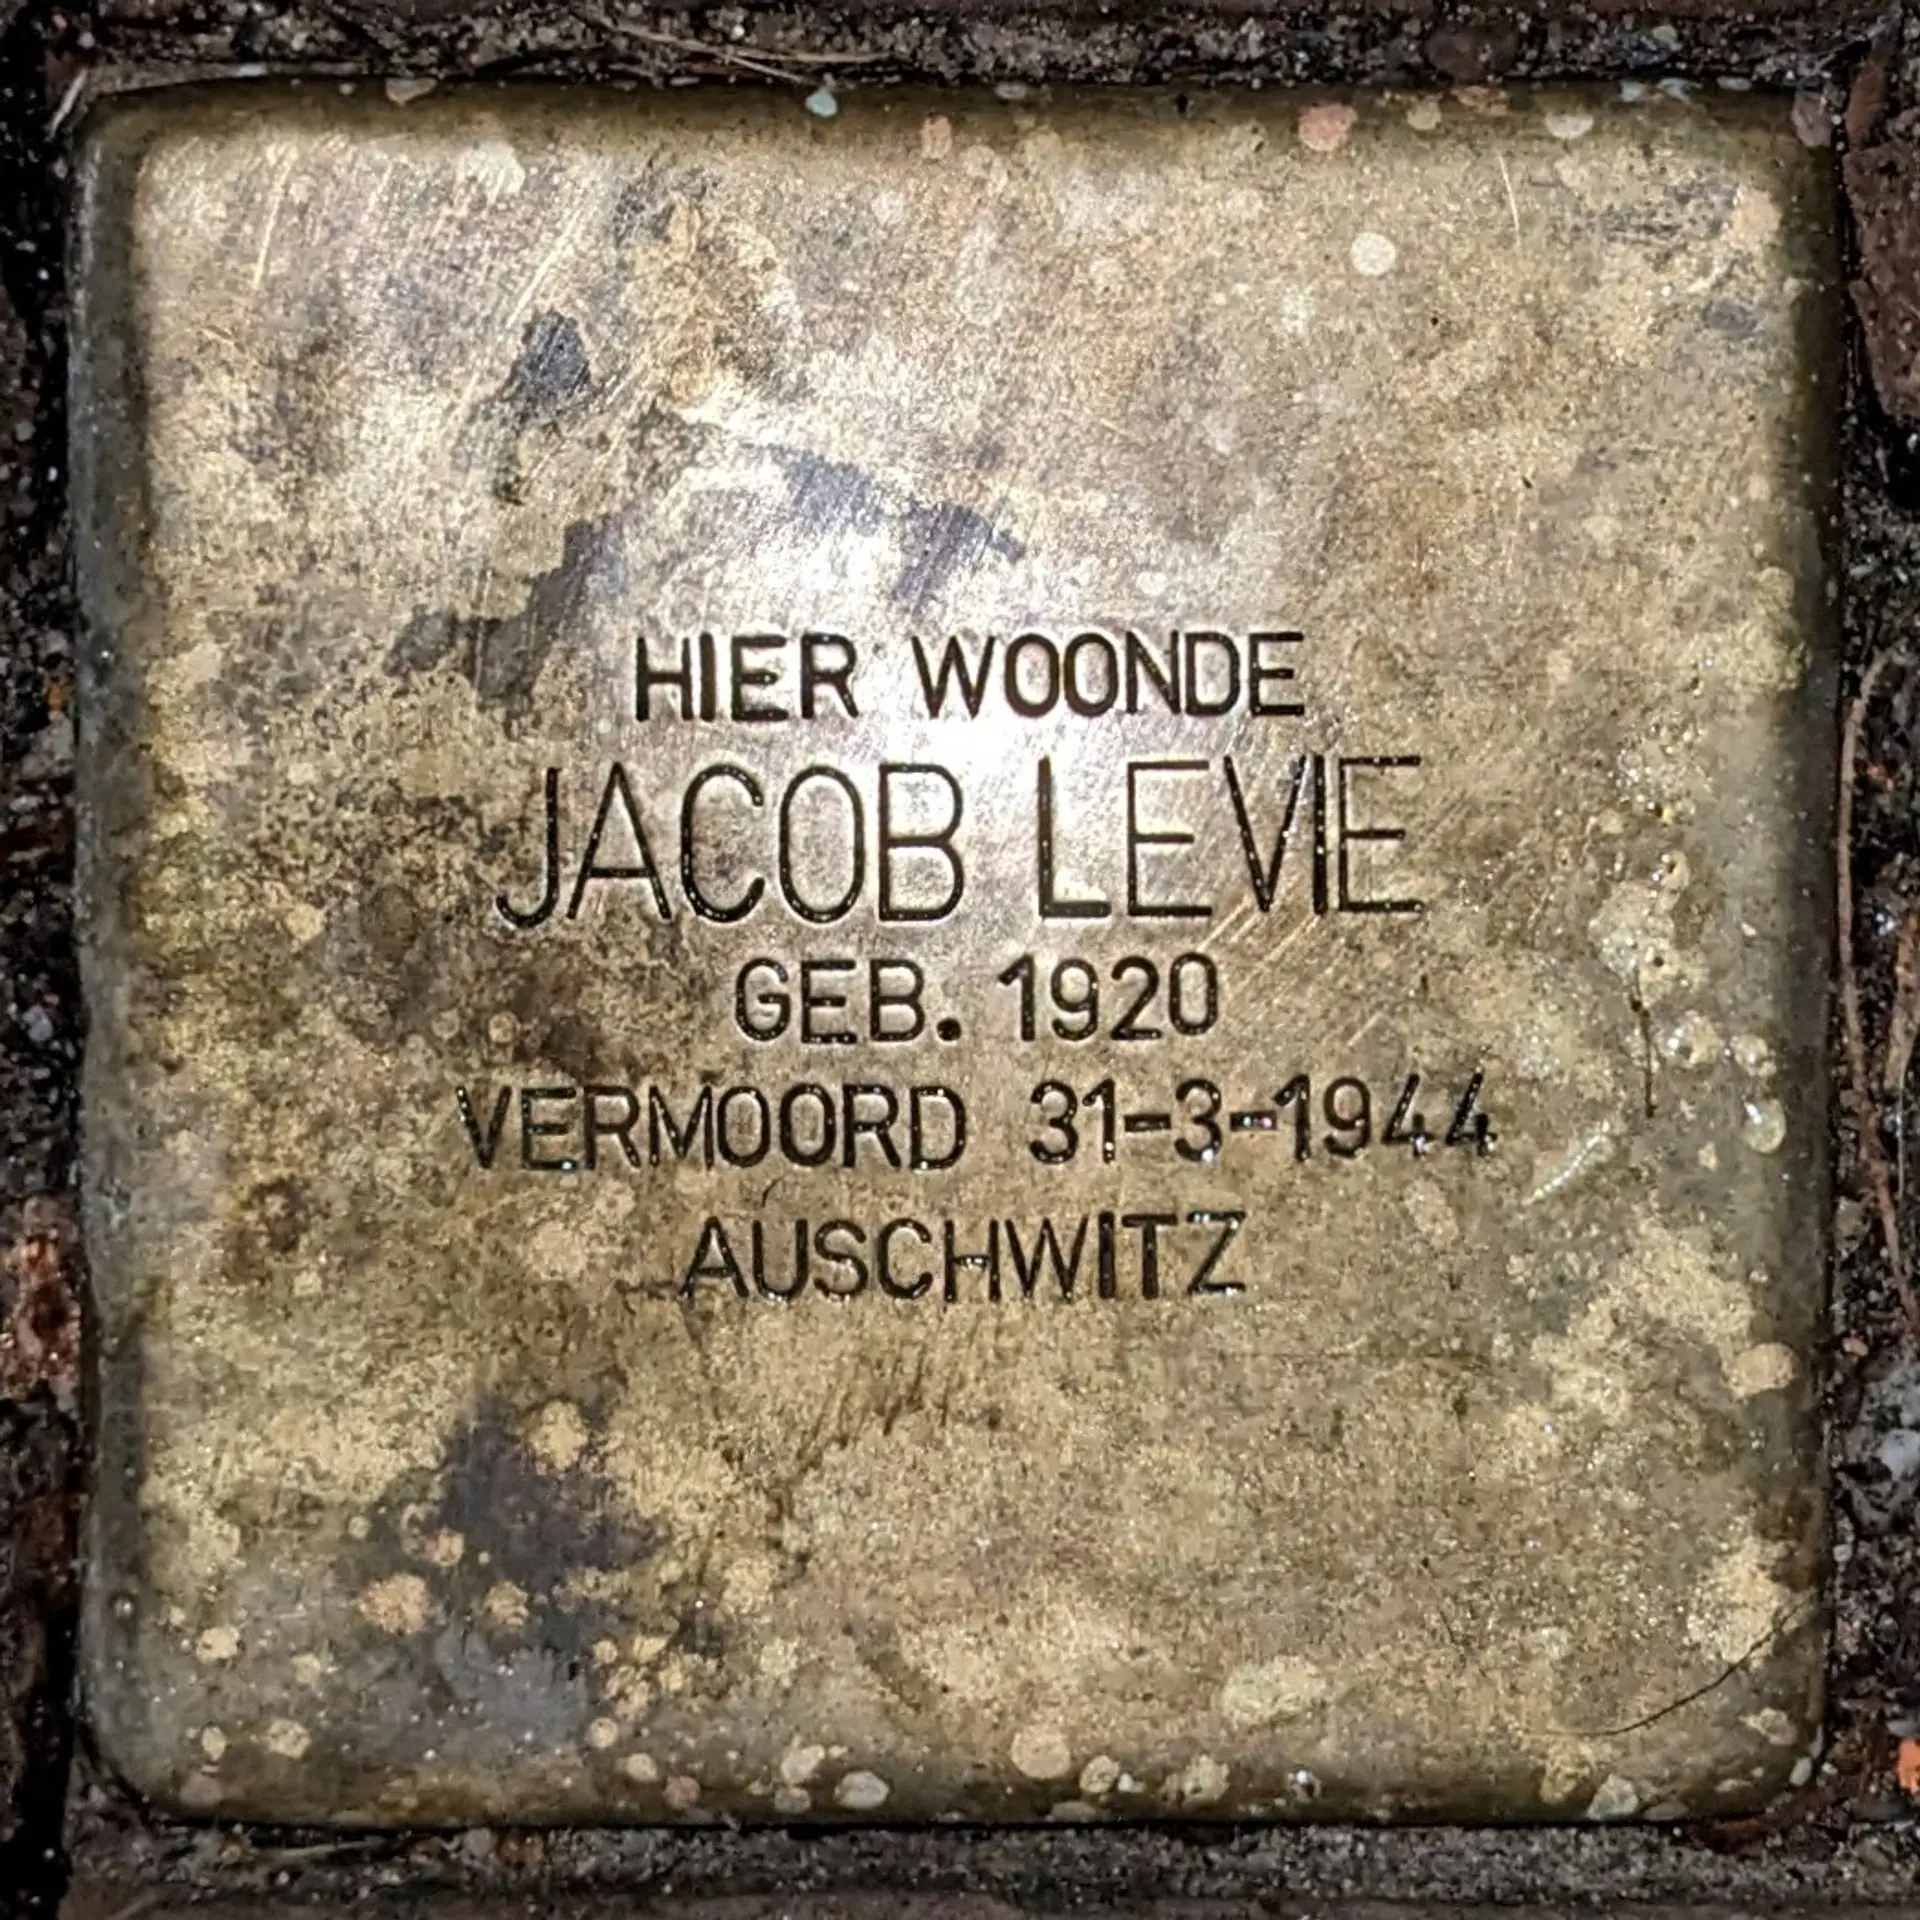 HIER WOONDE
JACOB LEVIE
GEB. 1920
VERMOORD 31-3-1944
AUSCHWITZ